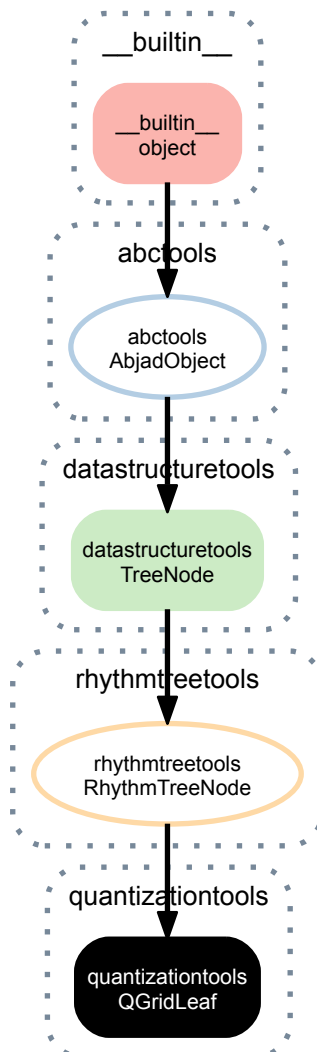 __builtin__
__builtin__
object
abctools
abctools
AbjadObject
datastructuretools
datastructuretools
TreeNode
rhythmtreetools
rhythmtreetools
RhythmTreeNode
quantizationtools
quantizationtools
QGridLeaf